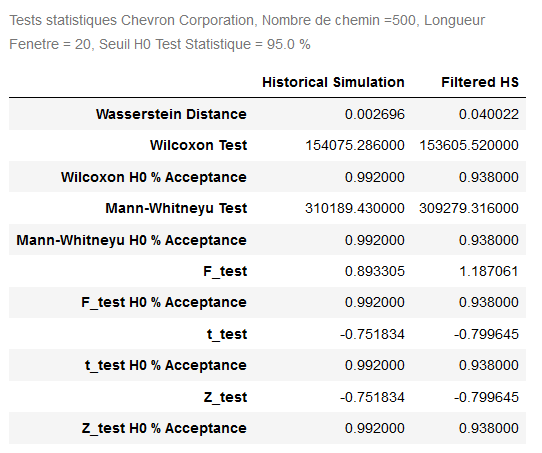 Tests statistiques Chevron Corporation, Nombre de chemin =500, Longueur
Fenetre = 20, Seuil H0 Test Statistique = 95.0 %
Historical Simulation Filtered HS
Wasserstein Distance 0.002696 0.040022
Wilcoxon Test 154075.286000 153605.520000
Wilcoxon H0 % Acceptance 0.992000 0.938000
Mann-Whitneyu Test 310189.430000 309279.316000
Mann-Whitneyu H0 % Acceptance 0.992000 0.938000
F_test 0.893305 1.187061
F_test H0 % Acceptance 0.992000 0.938000
t_test -0.751834 -0.799645
t_test H0 % Acceptance 0.992000 0.938000
Z_test -0.751834 -0.799645
Z_test H0 % Acceptance 0.992000 0.938000